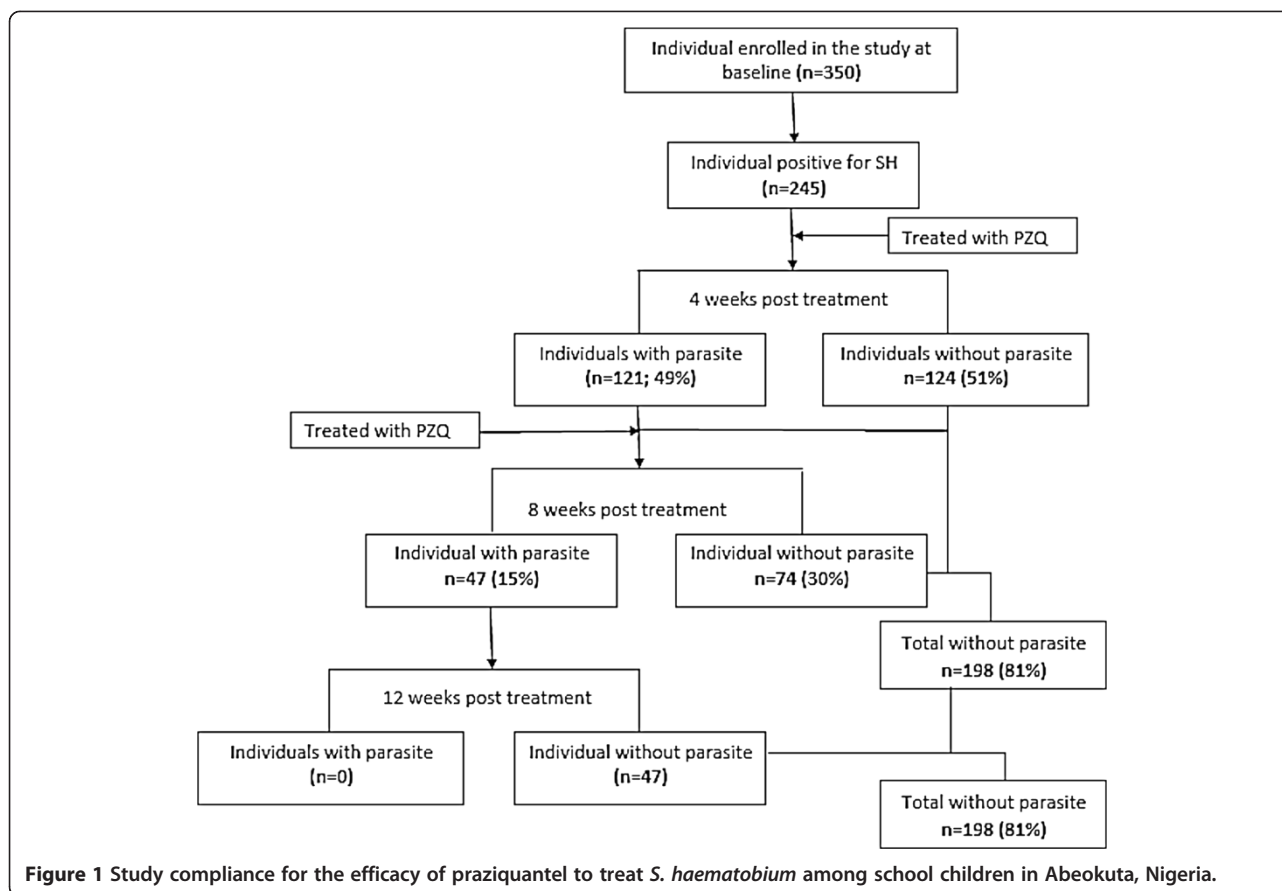 Individual enrolled in the study at
baseline (n=350)
Individual positive for SH
(n=245)
Treated with PZQ
4 weeks post treatment
Individuals with parasite
(n=121; 49%)
Individuals without parasite
n=124 (51%)
Treated with PZQ
8 weeks post treatment
Individual with parasite
n=47 (15%)
Individual without parasite
n=74 (30%)
Total without parasite
n=198 (81%)
12 weeks post treatment
Individuals with parasite
(n=0)
Individual without parasite
(n=47)
Total without parasite
n=198 (81%)
Figure 1 Study compliance for the efficacy of praziquantel to treat S. haematobium among school children in Abeokuta, Nigeria.